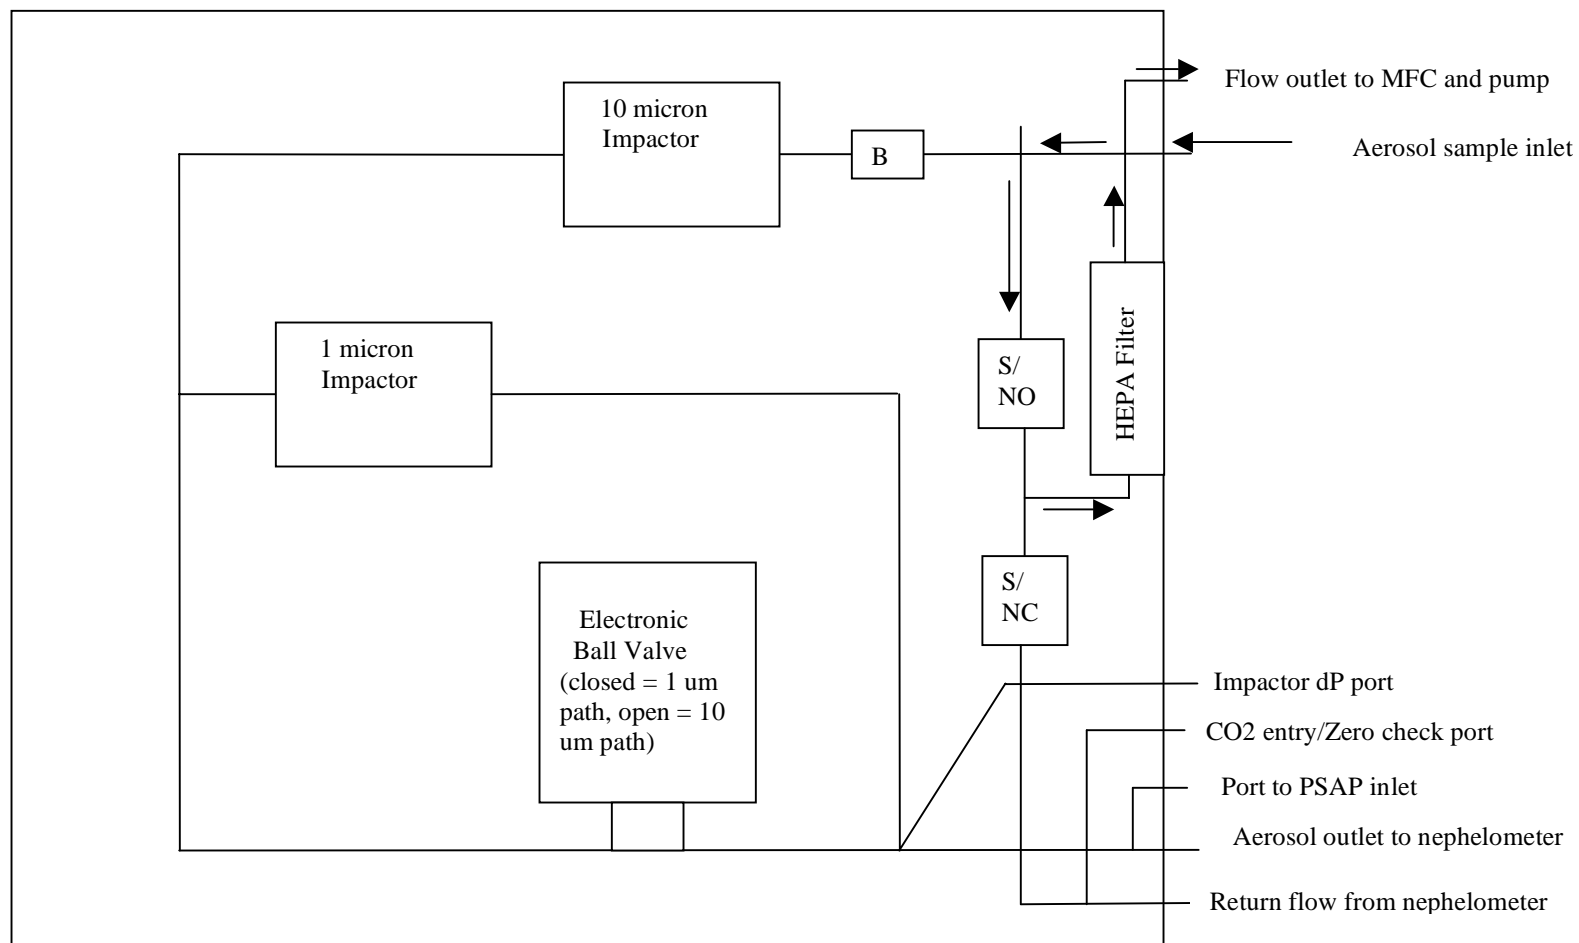 Flow outlet to MFC and pump
10 micron
Impactor
B
Aerosol sample inlet
1 micron
Impactor
S/
NO
HEPA Filter
S/
NC
Electronic
Ball Valve
(closed = 1 um
path, open = 10
um path)
Impactor dP port
CO2 entry/Zero check port
Port to PSAP inlet
Aerosol outlet to nephelometer
Return flow from nephelometer